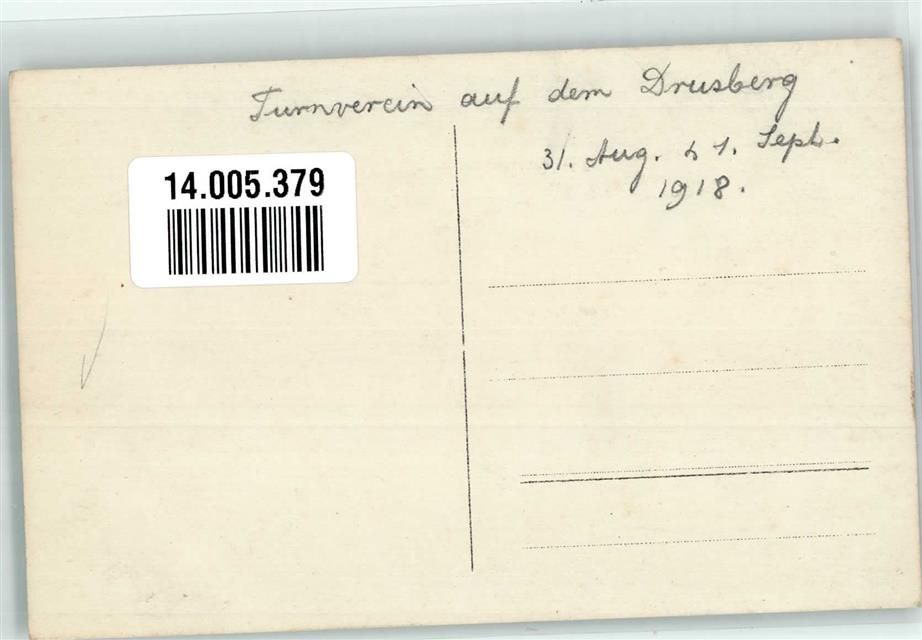 Turnverein auf dem Drusberg
31. Aug. & 1. Sept.
1918.
14.005.379